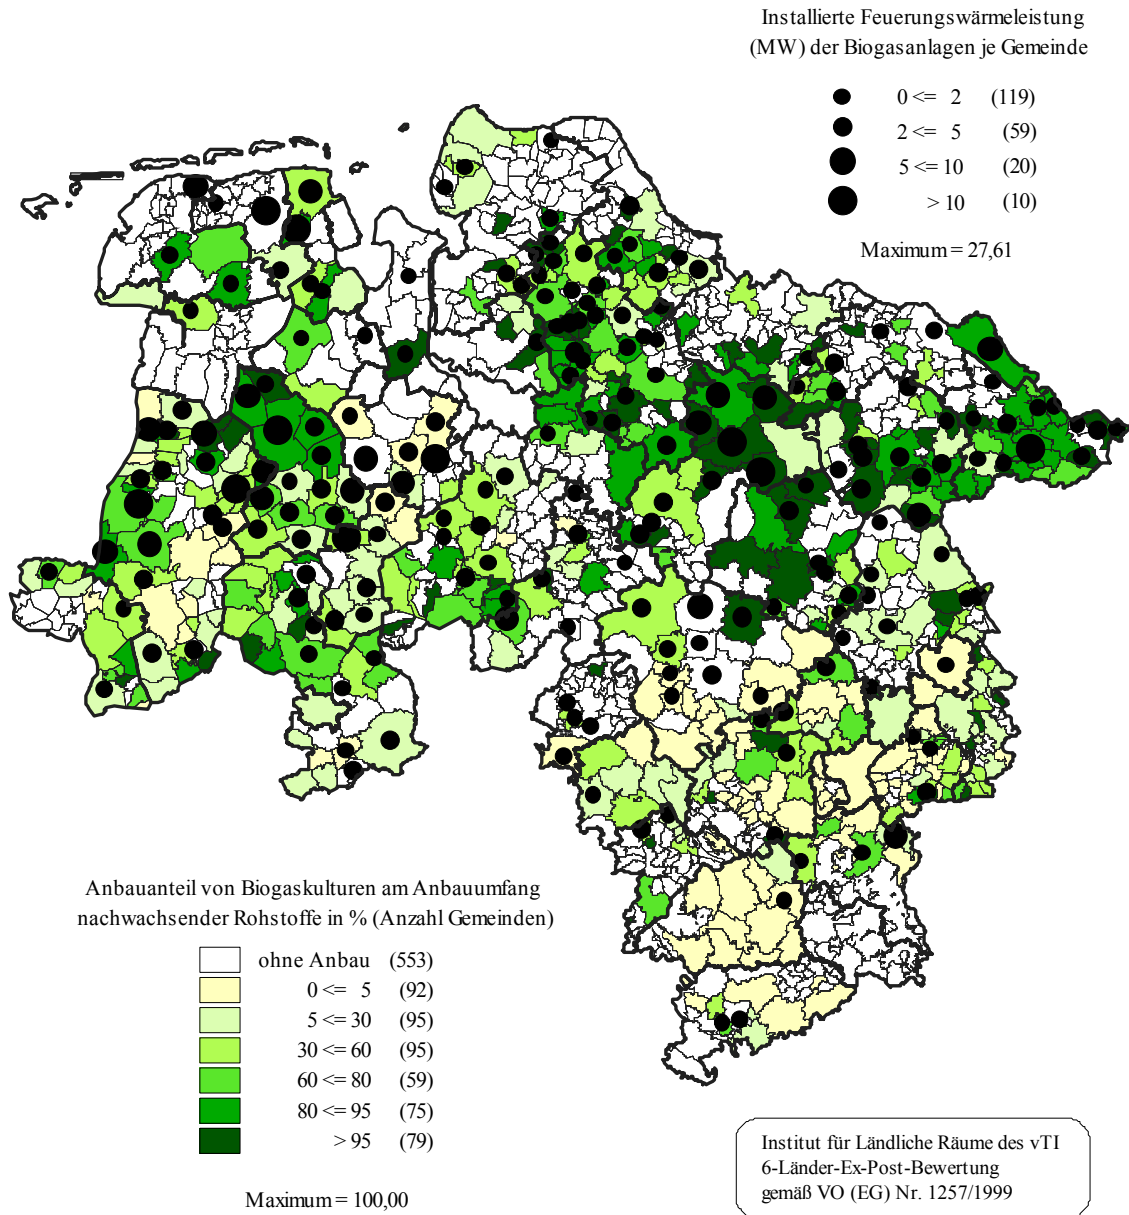 Installierte Feuerungswärmeleistung
(MW) der Biogasanlagen je Gemeinde
0 <= 2 (119)
2 <= 5 (59)
5 <= 10 (20)
> 10 (10)
Maximum = 27,61
Anbauanteil von Biogaskulturen am Anbauumfang
nachwachsender Rohstoffe in % (Anzahl Gemeinden)
ohne Anbau (553)
0 <= 5 (92)
5 <= 30 (95)
30 <= 60 (95)
60 <= 80 (59)
80 <= 95 (75)
> 95 (79)
Maximum = 100,00
Institut für Ländliche Räume des vTI
6-Länder-Ex-Post-Bewertung
gemäß VO (EG) Nr. 1257/1999